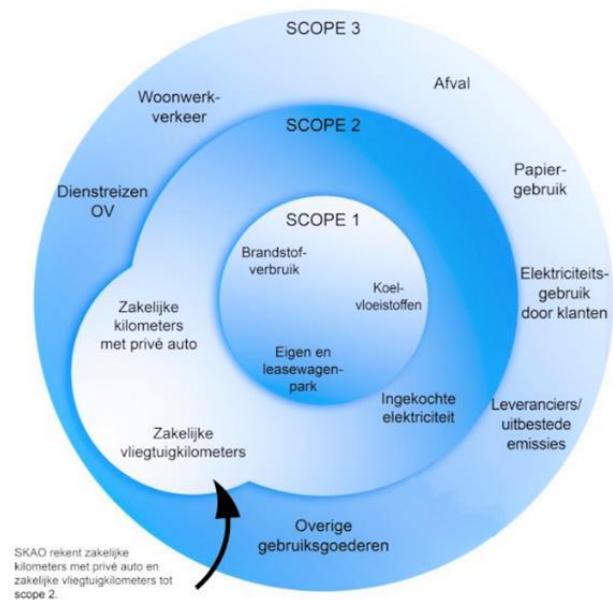 SCOPE 3
Afval
Woonwerk-
verkeer
SCOPE 2
Papier-
gebruik
Dienstreizen
OV
SCOPE 1
Brandstof-
verbruik
Koel-
vloeistoffen
Elektriciteits-
gebruik
door klanten
Zakelijke
kilometers
met privé auto
Eigen en
leasewagen-
park
Ingekochte
elektriciteit
Leveranciers/
uitbestede
emissies
Zakelijke
vliegtuigkilometers
Overige
gebruiksgoederen
SKAO rekent zakelijke
kilometers met privé auto en
zakelijke vliegtuigkilometers tot
scope 2.